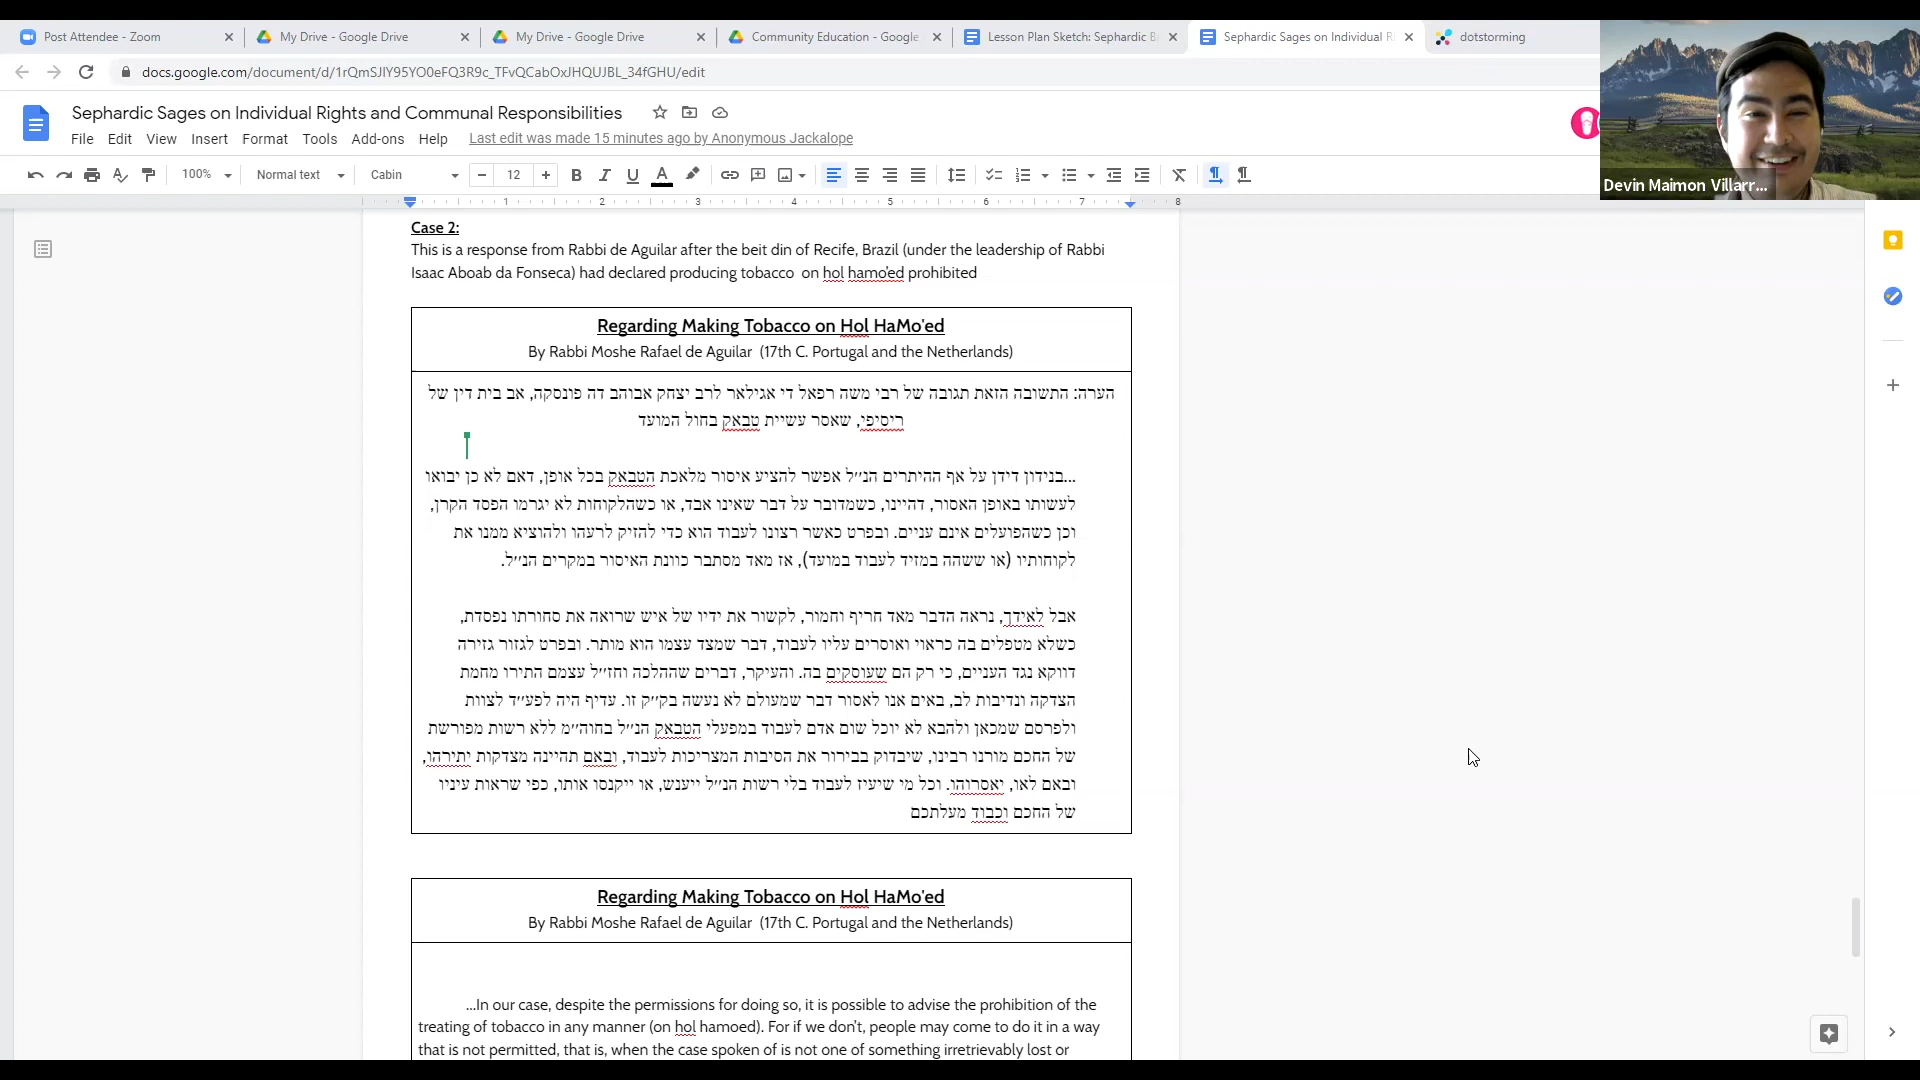 Post Attendee - Zoom
My Drive - Google Drive
My Drive - Google Drive
Community Education - Google
Lesson Plan Sketch: Sephardic B
Sephardic Sages on Individual R
dotstorming
docs.google.com/document/d/1rQmSJlY95YO0eFQ3R9c_TFvQCabOxJHQUJBL_34fGHU/edit
Sephardic Sages on Individual Rights and Communal Responsibilities
File Edit View Insert Format Tools Add-ons Help Last edit was made 15 minutes ago by Anonymous Jackalope
100% Normal text Cabin 12
1 2 3 4 5 6 7 8
Devin Maimon Villarr...
Case 2:
This is a response from Rabbi de Aguilar after the beit din of Recife, Brazil (under the leadership of Rabbi
Isaac Aboab da Fonseca) had declared producing tobacco on hol hamo'ed prohibited
Regarding Making Tobacco on Hol HaMo'ed
By Rabbi Moshe Rafael de Aguilar (17th C. Portugal and the Netherlands)
הערה: התשובה הזאת תגובה של רבי משה רפאל די אגילאר לרב יצחק אבוהב דה פונסקה, אב בית דין של
ריסיפי, שאסר עשיית טבאק בחול המועד
...בנידון דידן על אף ההיתרים הנ״ל אפשר להציע איסור מלאכת הטבאק בכל אופן, דאם לא כן יבואו
לעשותו באופן האסור, דהיינו, כשמדובר על דבר שאינו אבד, או כשהלקוחות לא יגרמו הפסד הקרן,
וכן כשהפועלים אינם עניים. ובפרט כאשר רצונו לעבוד הוא כדי להזיק לרעהו ולהוציא ממנו את
לקוחותיו (או ששהה במזיד לעבוד במועד), אז מאד מסתבר כוונת האיסור במקרים הנ״ל.
אבל לאידך, נראה הדבר מאד חריף וחמור, לקשור את ידיו של איש שרואה את סחורתו נפסדת,
כשלא מטפלים בה כראוי ואוסרים עליו לעבוד, דבר שמצד עצמו הוא מותר. ובפרט לגזור גזירה
דווקא נגד העניים, כי רק הם שעוסקים בה. והעיקר, דברים שההלכה וחז״ל עצמם התירו מחמת
הצדקה ונדיבות לב, באים אנו לאסור דבר שמעולם לא נעשה בק״ק זו. עדיף היה לפע״ד לצוות
ולפרסם שמכאן ולהבא לא יוכל שום אדם לעבוד במפעלי הטבאק הנ״ל בחוה״מ ללא רשות מפורשת
של החכם מורנו רבינו, שיבדוק בבירור את הסיבות המצריכות לעבוד, ובאם תהיינה מצדקות יתירהו,
ובאם לאו, יאסרוהו. וכל מי שיעיז לעבוד בלי רשות הנ״ל ייענש, או ייקנסו אותו, כפי שראות עיניו
של החכם וכבוד מעלתכם
Regarding Making Tobacco on Hol HaMo'ed
By Rabbi Moshe Rafael de Aguilar (17th C. Portugal and the Netherlands)
...In our case, despite the permissions for doing so, it is possible to advise the prohibition of the
treating of tobacco in any manner (on hol hamoed). For if we don't, people may come to do it in a way
that is not permitted, that is, when the case spoken of is not one of something irretrievably lost or